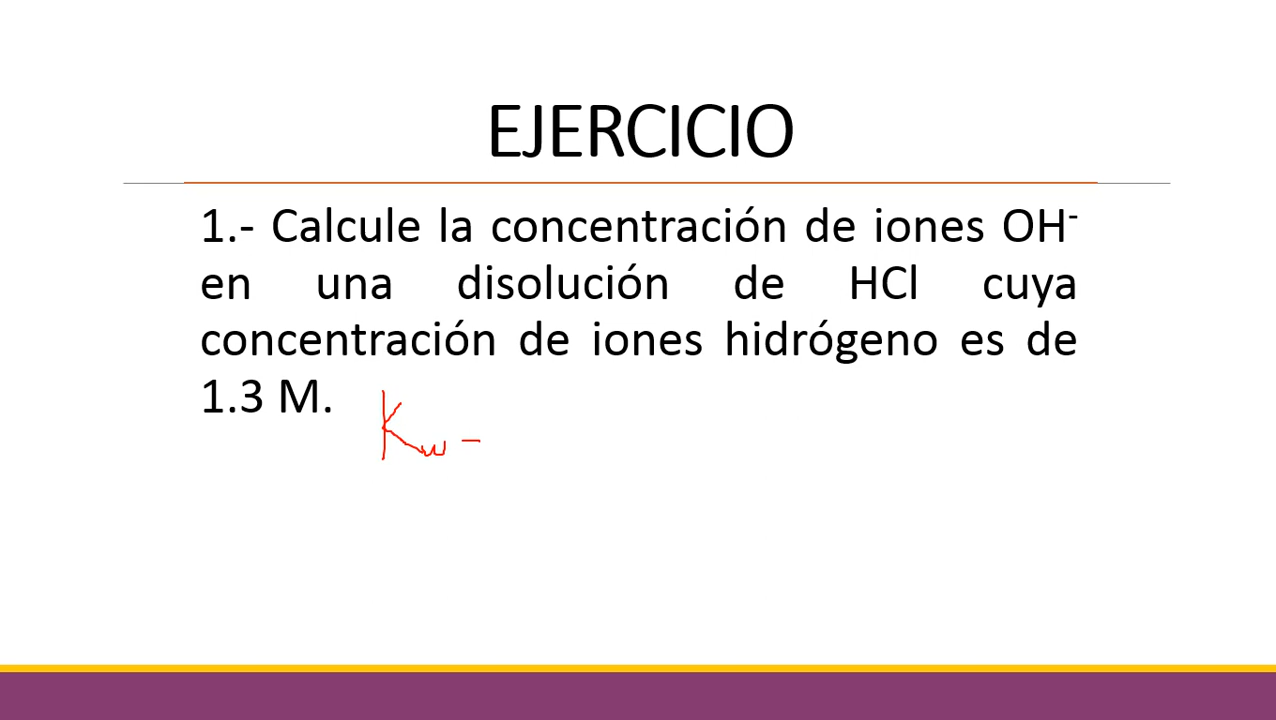 EJERCICIO
1.- Calcule la concentración de iones OH⁻
en una disolución de HCl cuya
concentración de iones hidrógeno es de
1.3 M.
Kw -